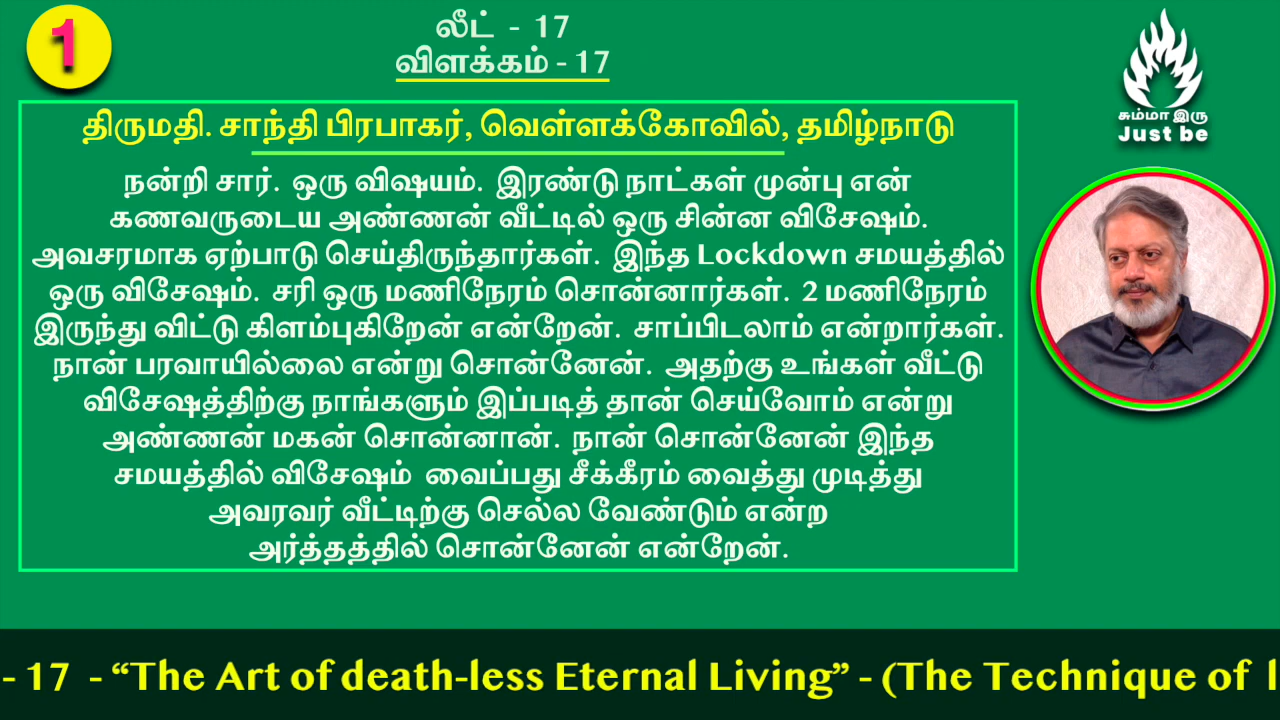 1
லீட் - 17
விளக்கம் - 17
சும்மா இரு
Just be
திருமதி. சாந்தி பிரபாகர், வெள்ளக்கோவில், தமிழ்நாடு
நன்றி சார். ஒரு விஷயம். இரண்டு நாட்கள் முன்பு என்
கணவருடைய அண்ணன் வீட்டில் ஒரு சின்ன விசேஷம்.
அவசரமாக ஏற்பாடு செய்திருந்தார்கள். இந்த Lockdown சமயத்தில்
ஒரு விசேஷம். சரி ஒரு மணிநேரம் சொன்னார்கள். 2 மணிநேரம்
இருந்து விட்டு கிளம்புகிறேன் என்றேன். சாப்பிடலாம் என்றார்கள்.
நான் பரவாயில்லை என்று சொன்னேன். அதற்கு உங்கள் வீட்டு
விசேஷத்திற்கு நாங்களும் இப்படித் தான் செய்வோம் என்று
அண்ணன் மகன் சொன்னான். நான் சொன்னேன் இந்த
சமயத்தில் விசேஷம் வைப்பது சீக்கீரம் வைத்து முடித்து
அவரவர் வீட்டிற்கு செல்ல வேண்டும் என்ற
அர்த்தத்தில் சொன்னேன் என்றேன்.
- 17 - “The Art of death-less Eternal Living” - (The Technique of